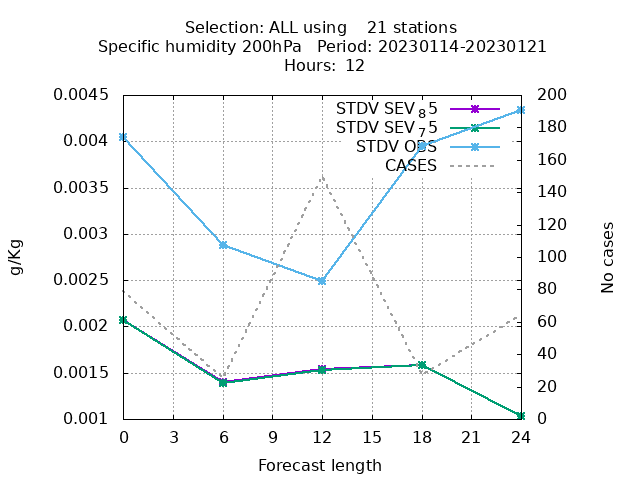 Selection: ALL using    21 stations
Specific humidity 200hPa   Period: 20230114-20230121
Hours:  12
0.0045
0.004
0.0035
0.003
0.0025
0.002
0.0015
0.001
g/Kg
STDV SEV 8 5
STDV SEV 7 5
STDV OBS
CASES
200
180
160
140
120
100
80
60
40
20
0
No cases
0 3 6 9 12 15 18 21 24
Forecast length